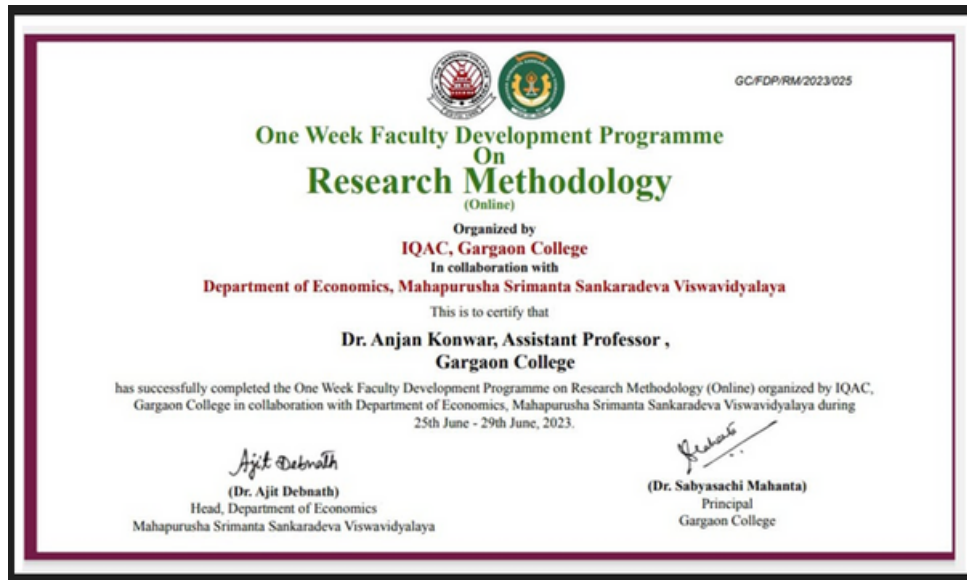 GC/FDP/RM/2023/025
One Week Faculty Development Programme
On
Research Methodology
(Online)
Organized by
IQAC, Gargaon College
In collaboration with
Department of Economics, Mahapurusha Srimanta Sankaradeva Viswavidyalaya
This is to certify that
Dr. Anjan Konwar, Assistant Professor ,
Gargaon College
has successfully completed the One Week Faculty Development Programme on Research Methodology (Online) organized by IQAC,
Gargaon College in collaboration with Department of Economics, Mahapurusha Srimanta Sankaradeva Viswavidyalaya during
25th June - 29th June, 2023.
Ajit Debnath
(Dr. Ajit Debnath)
Head, Department of Economics
Mahapurusha Srimanta Sankaradeva Viswavidyalaya
(Dr. Sabyasachi Mahanta)
Principal
Gargaon College